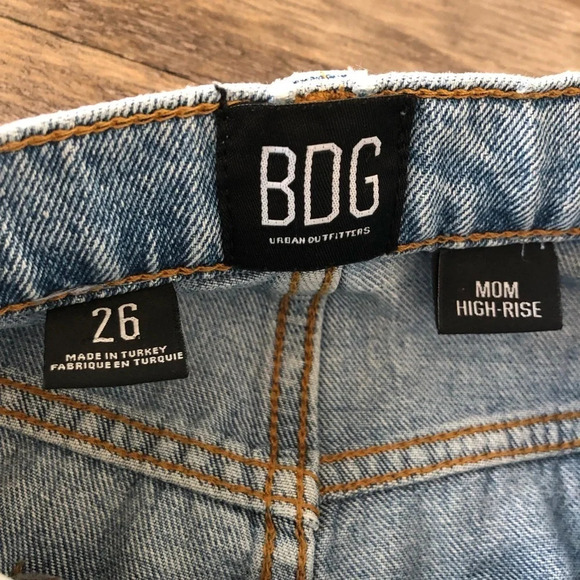 BDG
URBAN OUTFITTERS
26
MADE IN TURKEY
FABRIQUE EN TURQUIE
MOM
HIGH-RISE